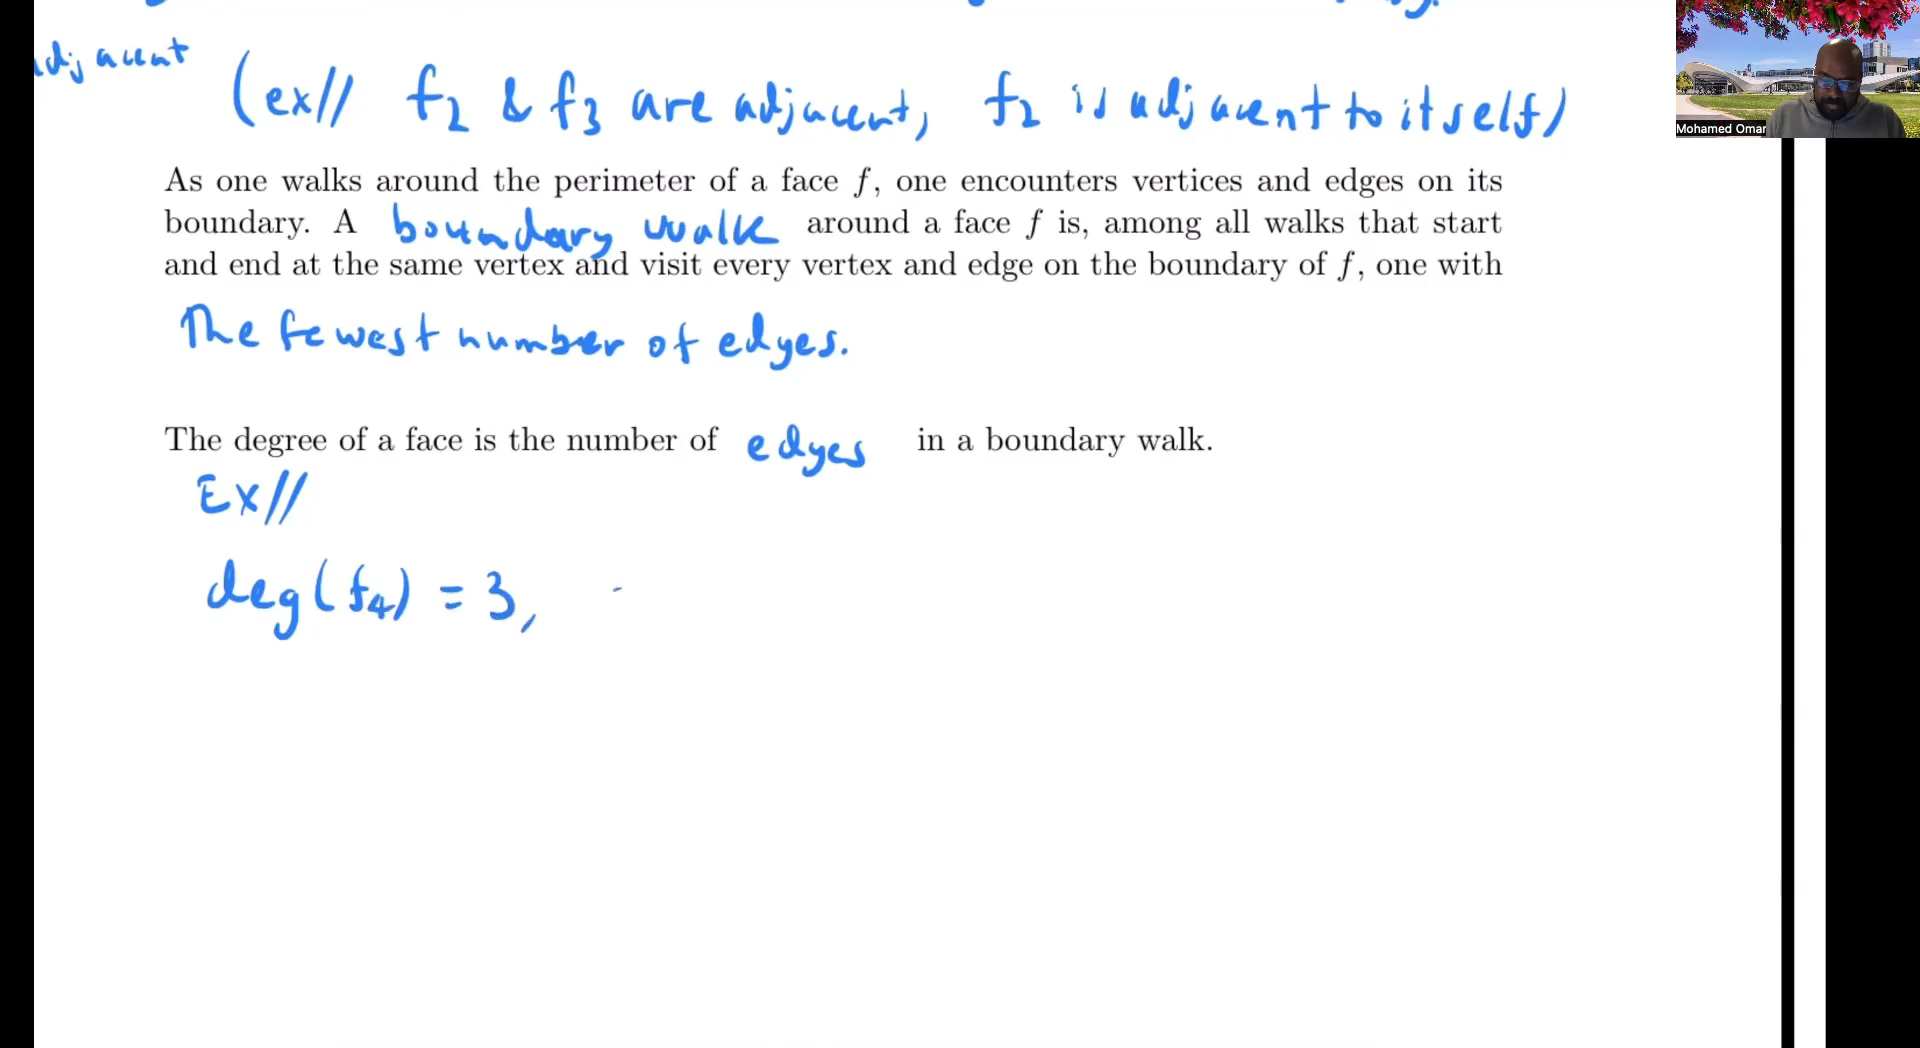 adjacent
(ex// f2 & f3 are adjacent, f2 is adjacent to itself)
Mohamed Omar
As one walks around the perimeter of a face f, one encounters vertices and edges on its
boundary. A boundary walk around a face f is, among all walks that start
and end at the same vertex and visit every vertex and edge on the boundary of f, one with
The fewest number of edges.
The degree of a face is the number of edges in a boundary walk.
Ex//
deg(f4) = 3,